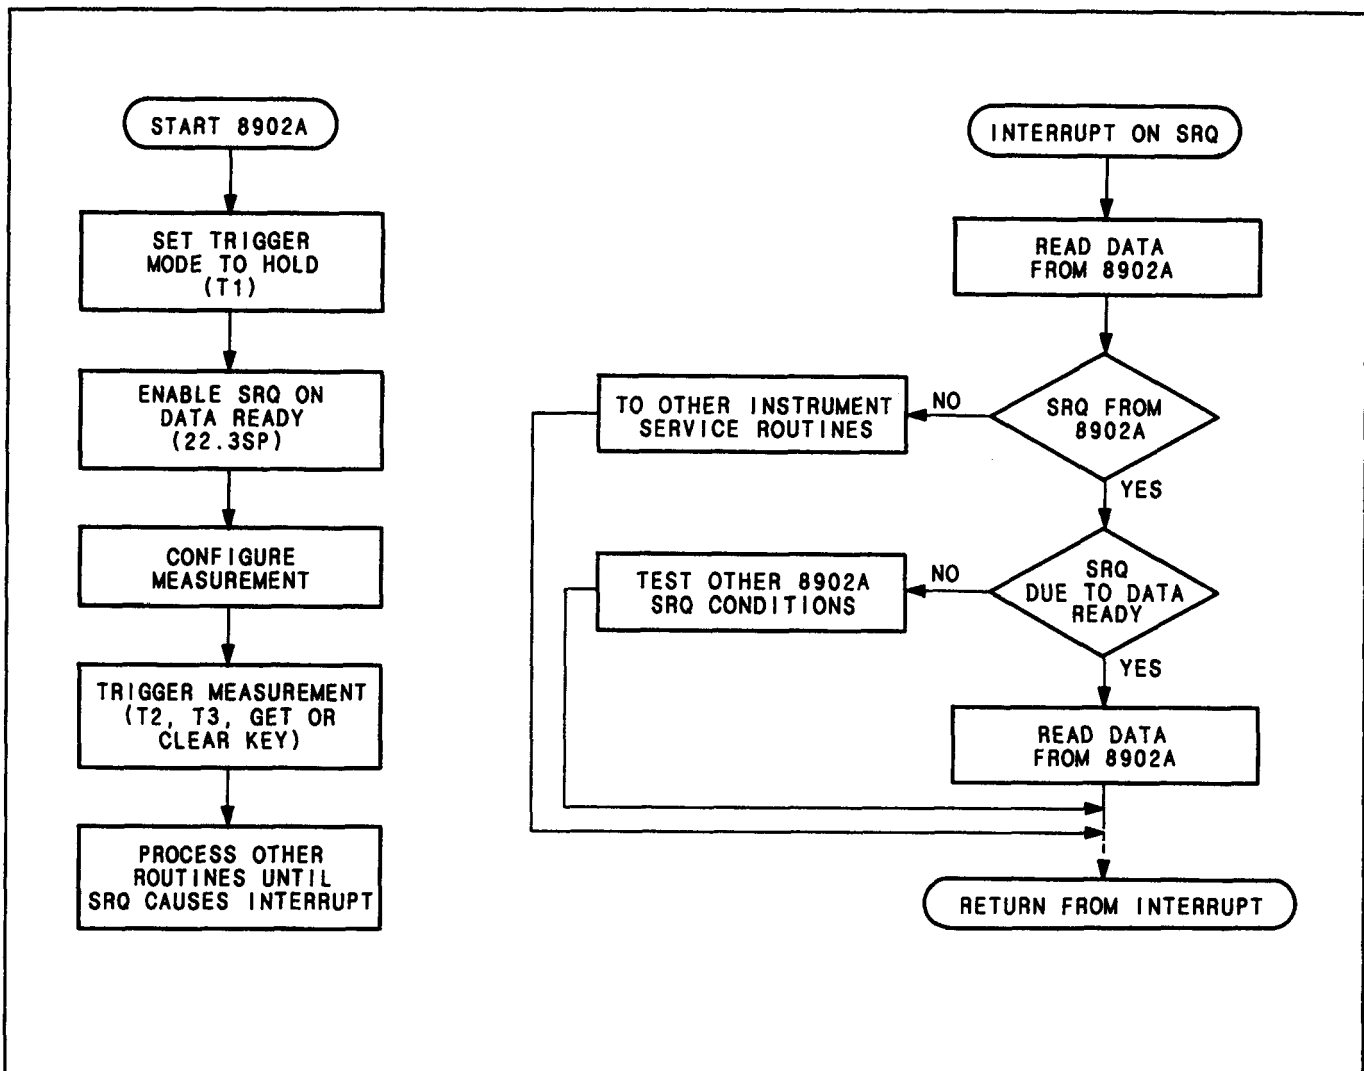 START 8902A
SET TRIGGER
MODE TO HOLD
(T1)
ENABLE SRQ ON
DATA READY
(22.3SP)
CONFIGURE
MEASUREMENT
TRIGGER MEASUREMENT
(T2, T3, GET OR
CLEAR KEY)
PROCESS OTHER
ROUTINES UNTIL
SRQ CAUSES INTERRUPT
INTERRUPT ON SRQ
READ DATA
FROM 8902A
SRQ FROM
8902A
NO
TO OTHER INSTRUMENT
SERVICE ROUTINES
YES
SRQ
DUE TO DATA
READY
NO
TEST OTHER 8902A
SRQ CONDITIONS
YES
READ DATA
FROM 8902A
RETURN FROM INTERRUPT